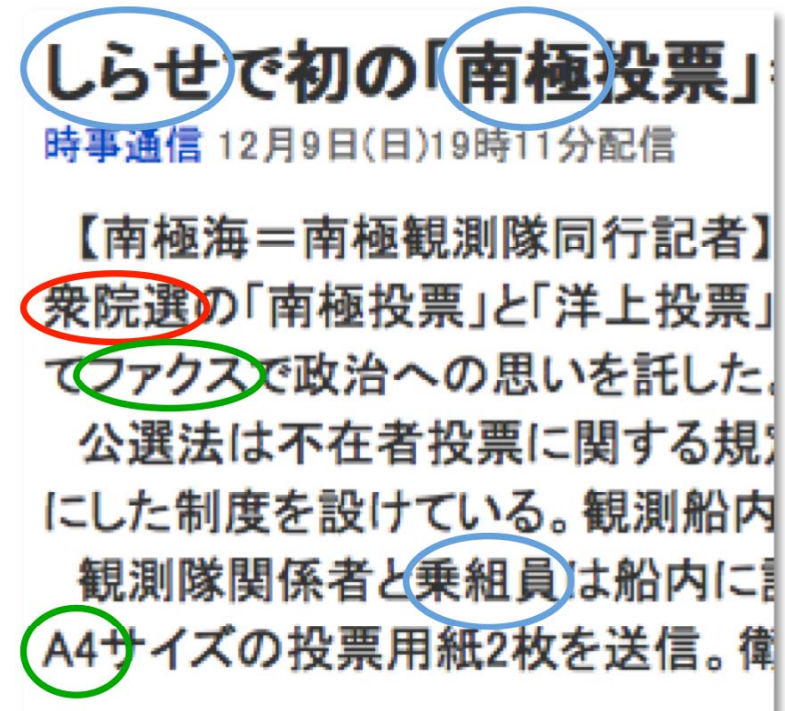 しらせで初の「南極投票」
時事通信 12月9日(日)19時11分配信
【南極海＝南極観測隊同行記者】
衆院選の「南極投票」と「洋上投票」
てファクスで政治への思いを託した。
公選法は不在者投票に関する規
にした制度を設けている。観測船内
観測隊関係者と乗組員は船内に
A4サイズの投票用紙2枚を送信。衛